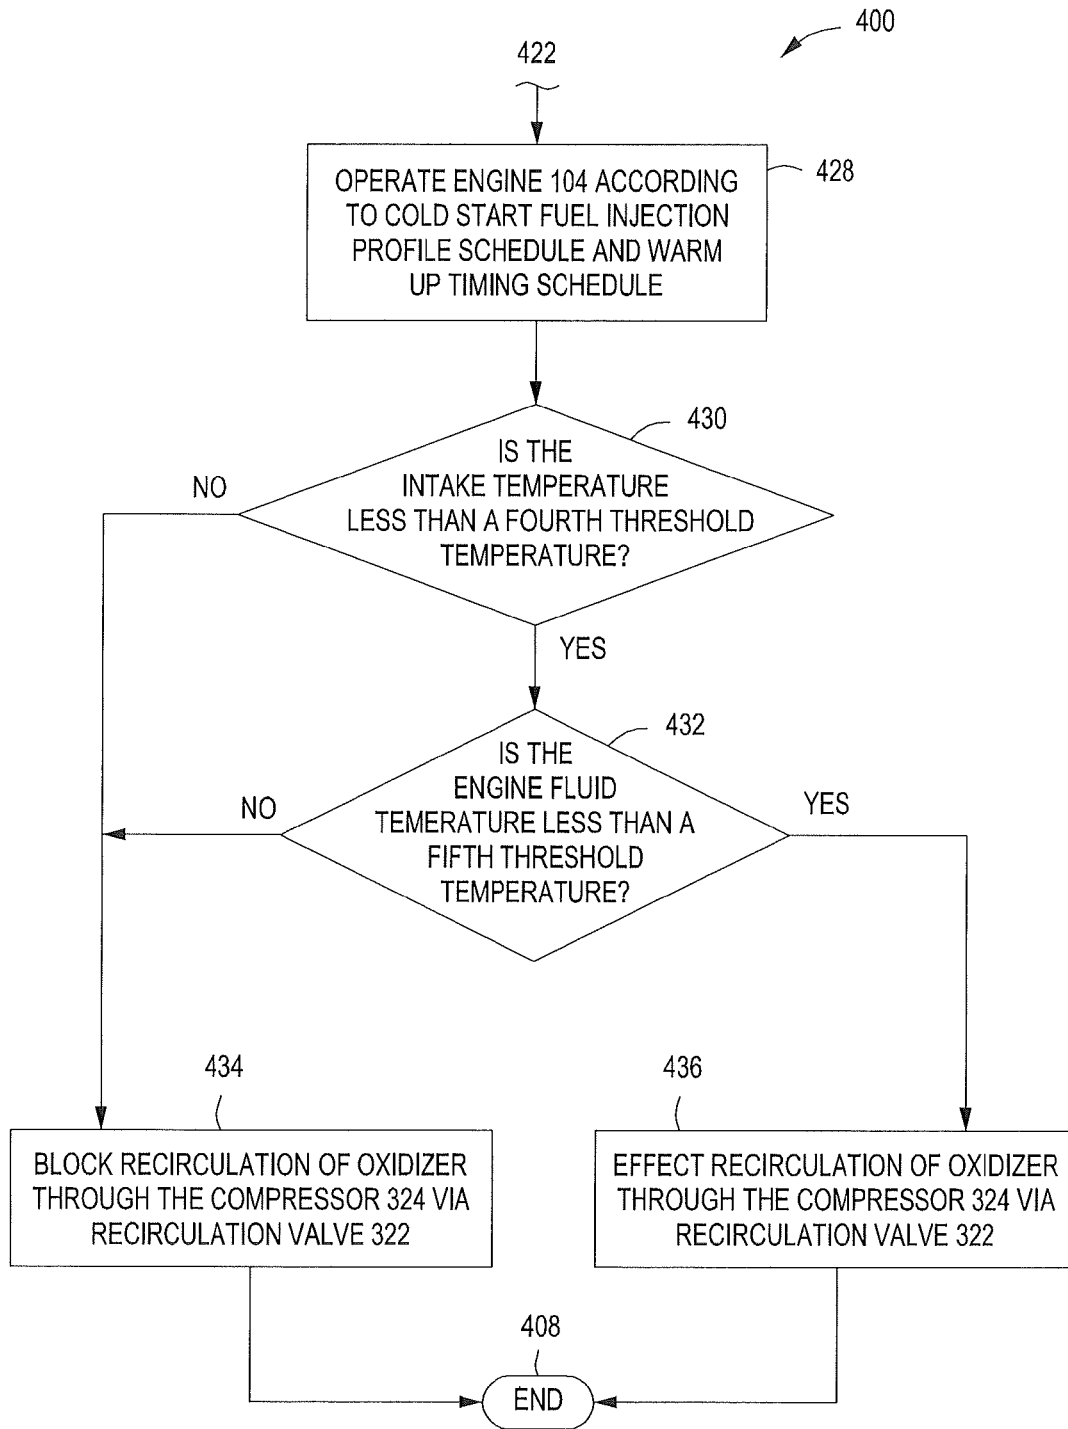 400
422
OPERATE ENGINE 104 ACCORDING
TO COLD START FUEL INJECTION
PROFILE SCHEDULE AND WARM
UP TIMING SCHEDULE
428
430
IS THE
INTAKE TEMPERATURE
LESS THAN A FOURTH THRESHOLD
TEMPERATURE?
NO
YES
432
IS THE
ENGINE FLUID
TEMERATURE LESS THAN A
FIFTH THRESHOLD
TEMPERATURE?
NO
YES
434
BLOCK RECIRCULATION OF OXIDIZER
THROUGH THE COMPRESSOR 324 VIA
RECIRCULATION VALVE 322
436
EFFECT RECIRCULATION OF OXIDIZER
THROUGH THE COMPRESSOR 324 VIA
RECIRCULATION VALVE 322
408
END